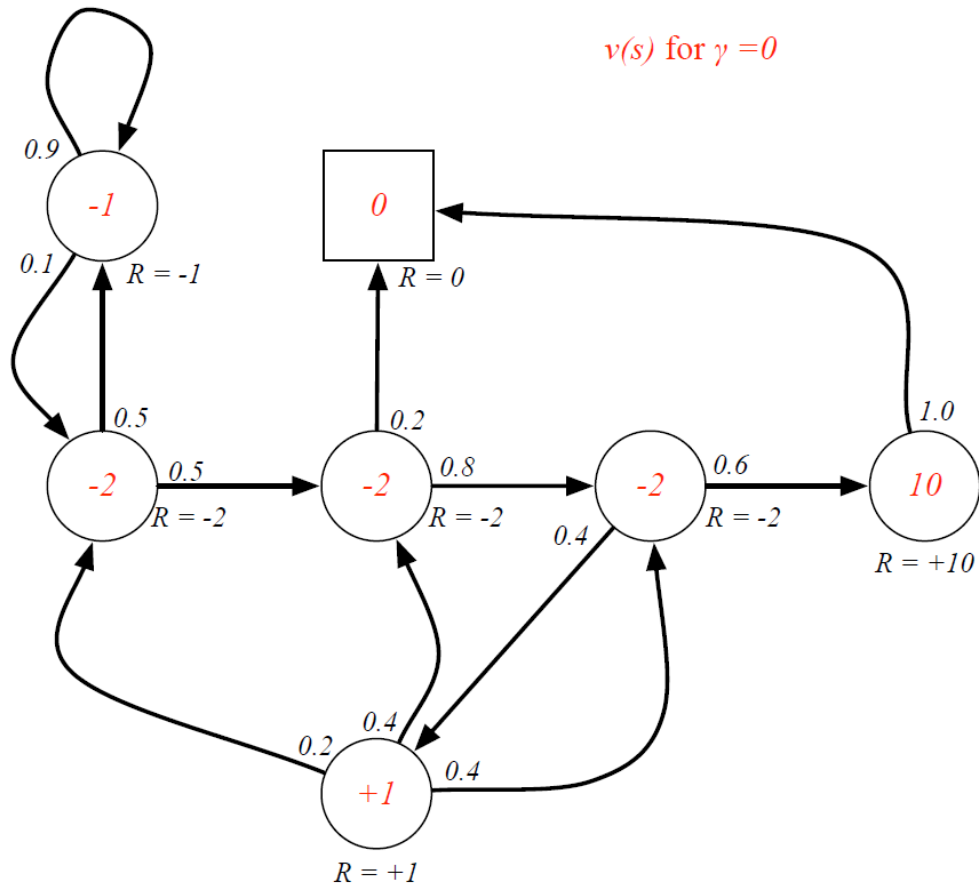 v(s) for γ =0
0.9
-1
0
0.1
R = -1
R = 0
0.5
0.2
1.0
-2
0.5
-2
0.8
-2
0.6
10
R = -2
R = -2
0.4
R = -2
R = +10
0.2
0.4
0.4
+1
R = +1